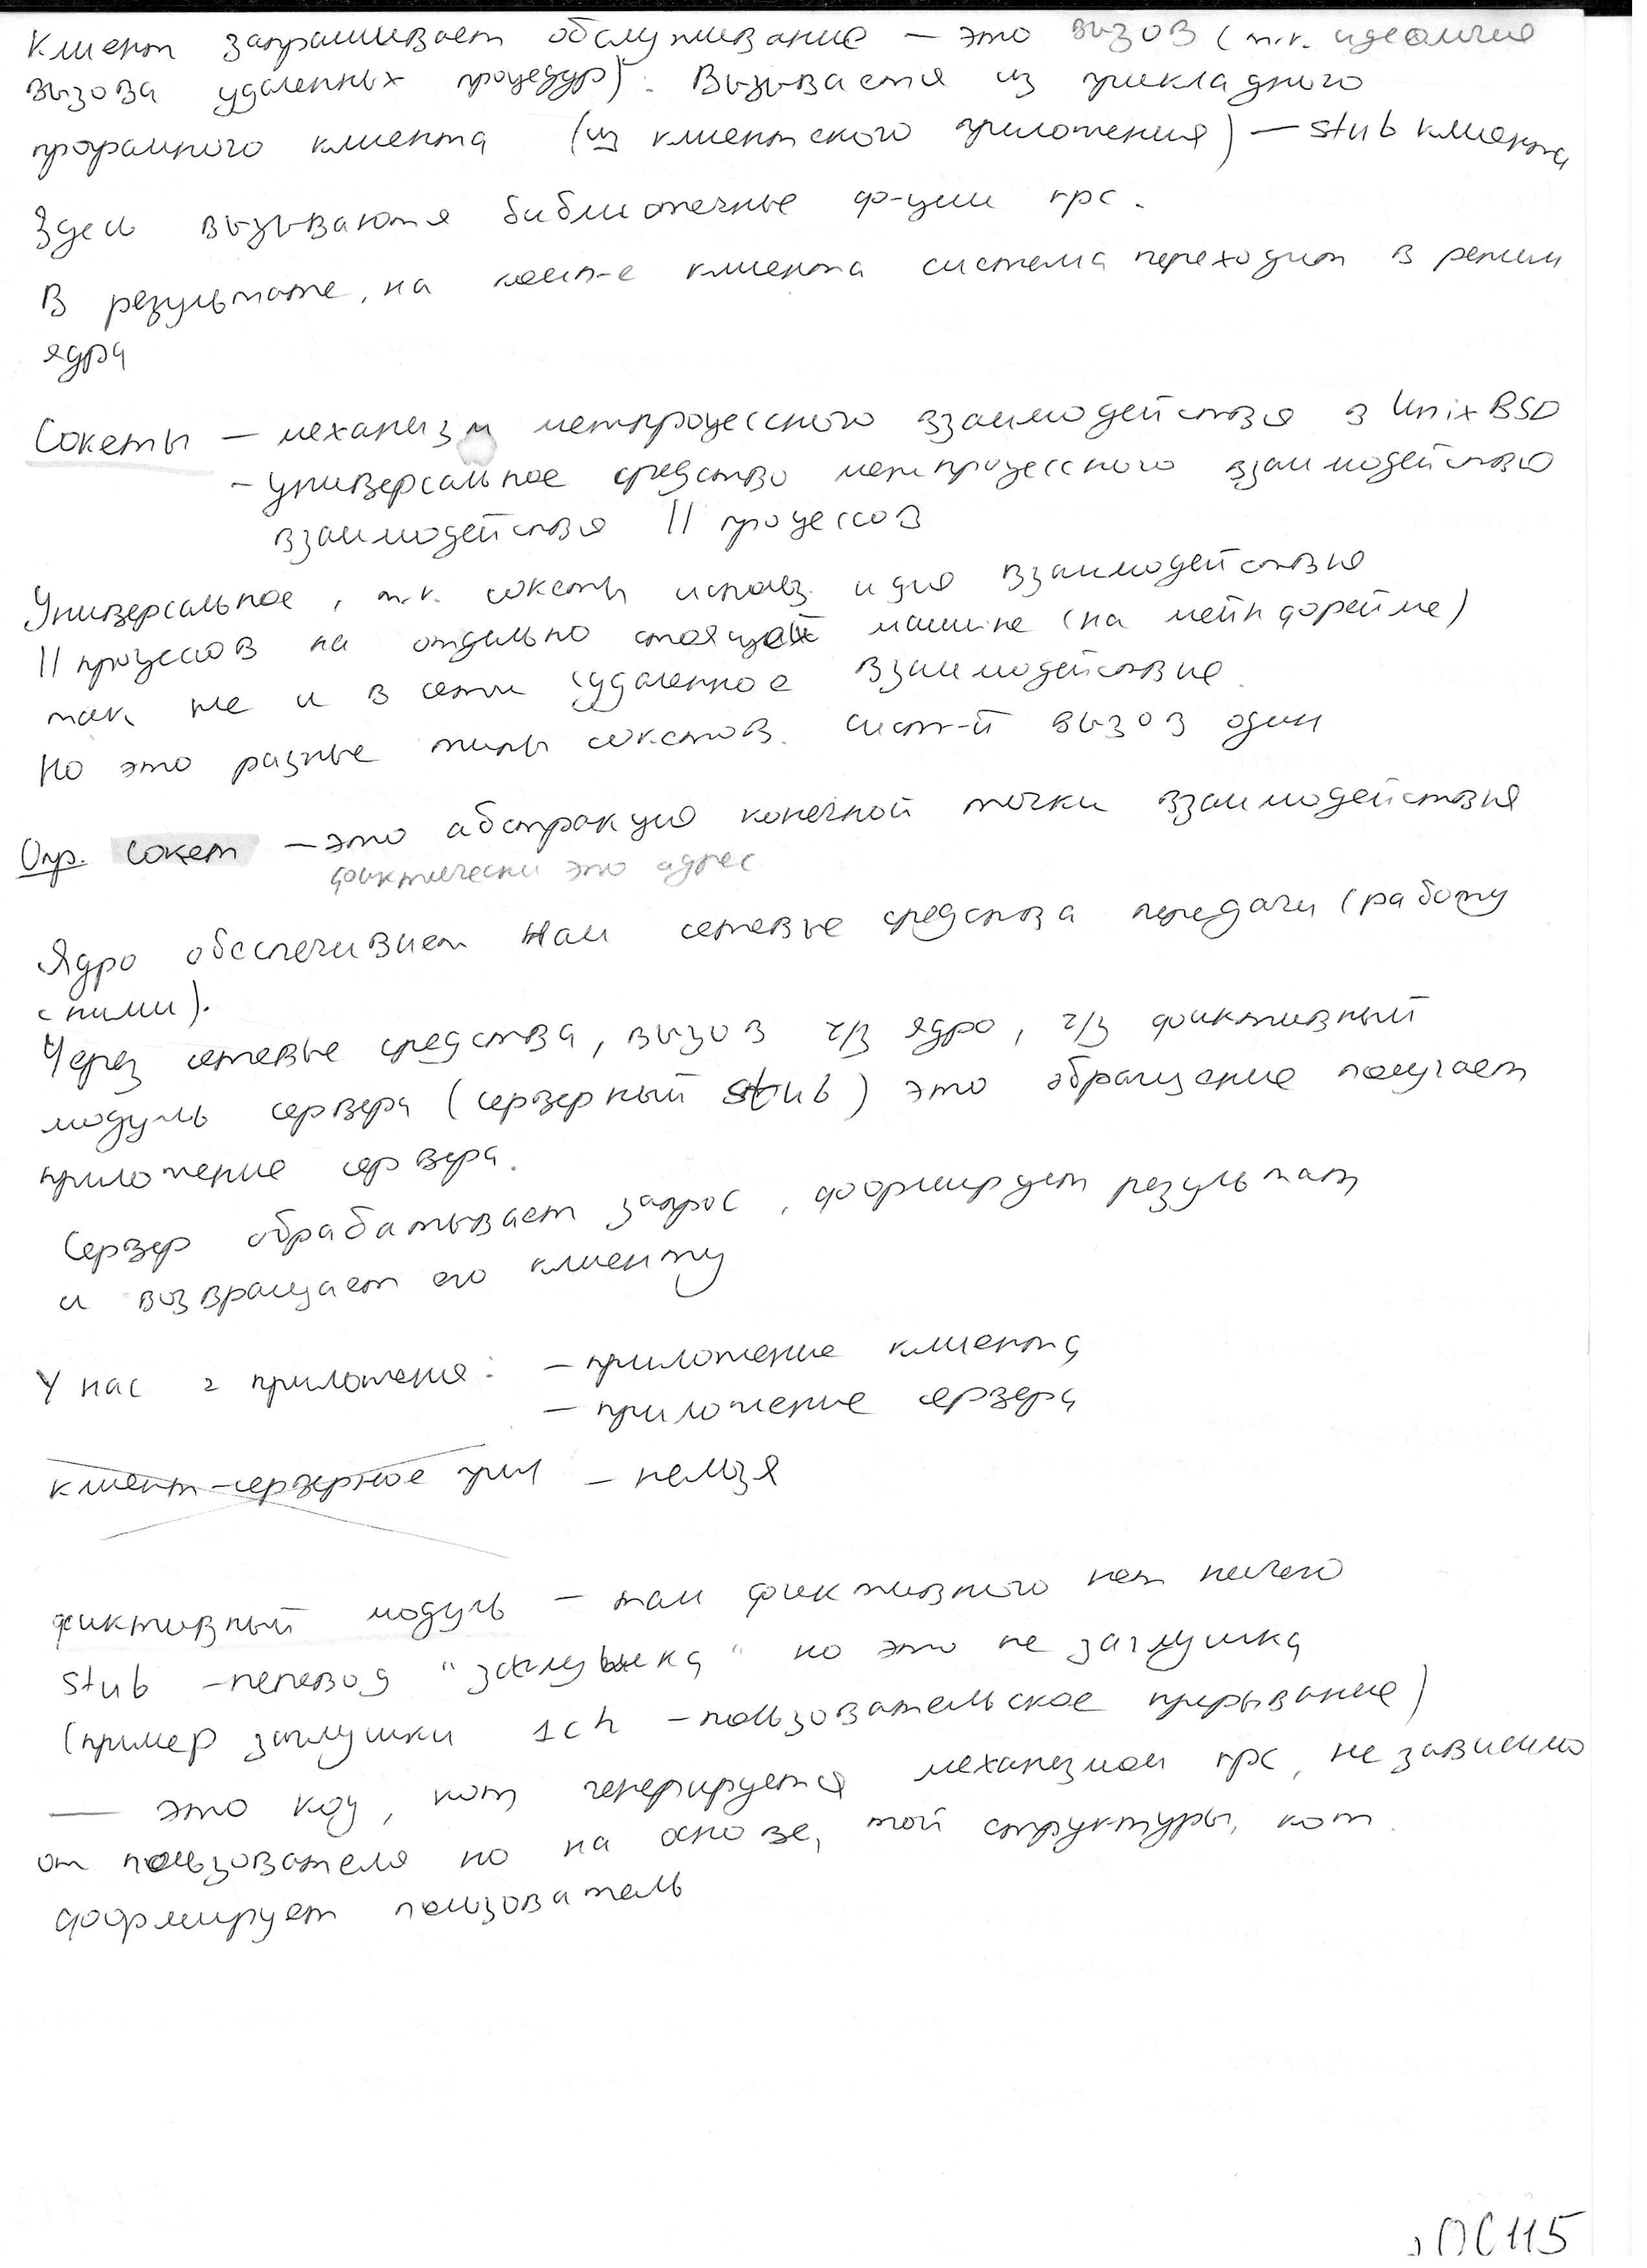 Клиент запрашивает обслуживание – это вызов (т.к. идеология
вызова удаленных процедур). Вызывается из прикладного
програмного клиента (из клиентского приложения) – stub клиента
Здесь вызываются библиотечные ф-ции rpc.
В результате, на комп-е клиента система переходит в режим
ядра
Сокеты – механизм межпроцессного взаимодействия в Unix BSD
– универсальное средство межпроцессного взаимодействию
взаимодействия || процессов
Универсальное, т.к. сокеты использ. и для взаимодействия
|| процессов на отдельно стоящей машине (на мейнфрейме)
так же и в сети (удаленное взаимодействие.
Но это разные типы сокетов. сист-й вызов один
Опр. Сокет – это абстракция конечной точки взаимодействия
фактически это адрес
Ядро обеспечивает нам сетевые средства передачи (работу
с ними).
Через сетевые средства, вызов ч/з ядро, ч/з фиктивный
модуль сервера (серверный stub) это обращение получает
приложение сервера.
Сервер обрабатывает запрос, формирует результат
и возвращает его клиенту
У нас 2 приложения: – приложение клиента
– приложение сервера
клиент-серверное прил – нельзя
фиктивный модуль – там фиктивного нет ничего
stub – перевод "заглушка" но это не заглушка
(пример заглушки 1ch – пользовательское прерывание)
— это код, кот генерируется механизмом rpc, не зависимо
от пользователя но на основе, той структуры, кот.
формирует пользователь
ОС115